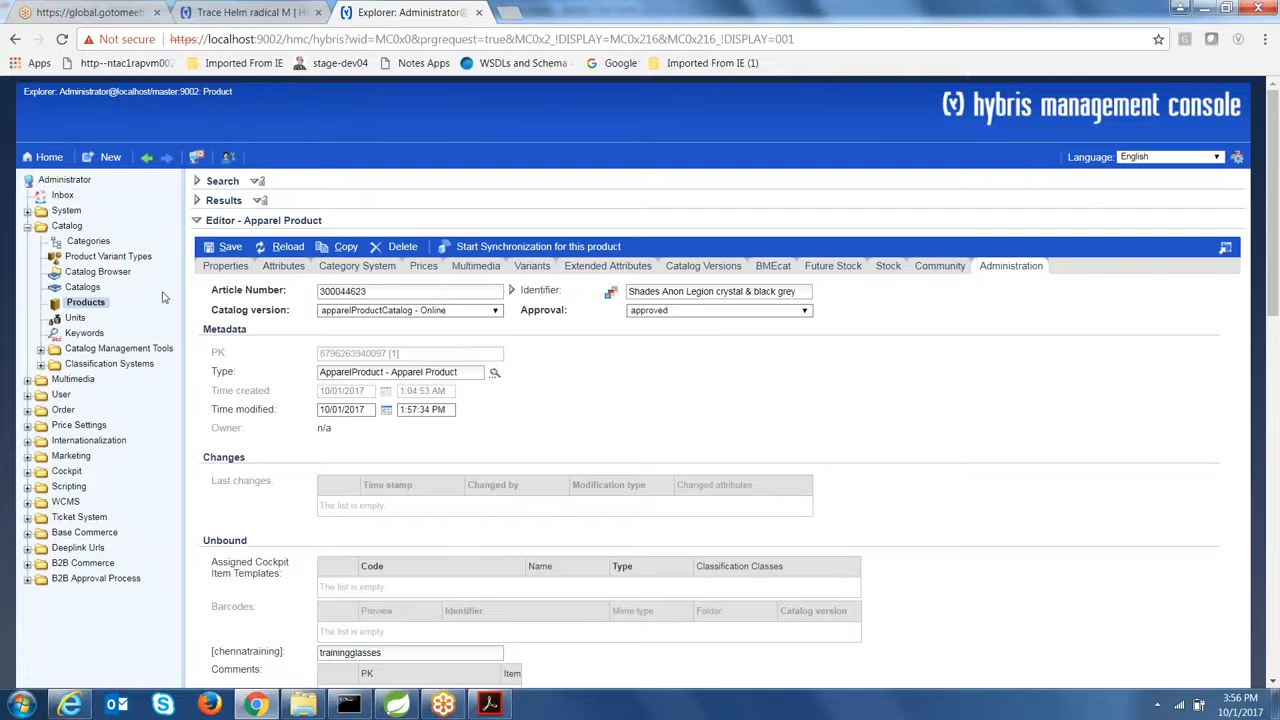 https://global.gotomeeti
Trace Helm radical M | H
Explorer: Administrator@
Not secure
https://localhost:9002/hmc/hybris?wid=MC0x0&prgrequest=true&MC0x2_!DISPLAY=MC0x216&MC0x216_!DISPLAY=001
Apps
http--ntac1rapvm002
Imported From IE
stage-dev04
Notes Apps
WSDLs and Schema
Google
Imported From IE (1)
Explorer: Administrator@localhost/master:9002: Product
(y) hybris management console
Home
New
Language:
English
Administrator
Inbox
System
Catalog
Categories
Product Variant Types
Catalog Browser
Catalogs
Products
Units
Keywords
Catalog Management Tools
Classification Systems
Multimedia
User
Order
Price Settings
Internationalization
Marketing
Cockpit
Scripting
WCMS
Ticket System
Base Commerce
Deeplink Urls
B2B Commerce
B2B Approval Process
Search
Results
Editor - Apparel Product
Save
Reload
Copy
Delete
Start Synchronization for this product
Properties
Attributes
Category System
Prices
Multimedia
Variants
Extended Attributes
Catalog Versions
BMEcat
Future Stock
Stock
Community
Administration
Article Number:
300044623
Identifier:
Shades Anon Legion crystal & black grey
Catalog version:
apparelProductCatalog - Online
Approval:
approved
Metadata
PK:
8796263940097 [1]
Type:
ApparelProduct - Apparel Product
Time created:
10/01/2017
1:04:53 AM
Time modified:
10/01/2017
1:57:34 PM
Owner:
n/a
Changes
Last changes:
Time stamp
Changed by
Modification type
Changed attributes
The list is empty.
Unbound
Assigned Cockpit
Item Templates:
Code
Name
Type
Classification Classes
The list is empty.
Barcodes:
Preview
Identifier
Mime type
Folder
Catalog version
The list is empty.
[chennatraining]:
trainingglasses
Comments:
PK
Item
3:56 PM
10/1/2017